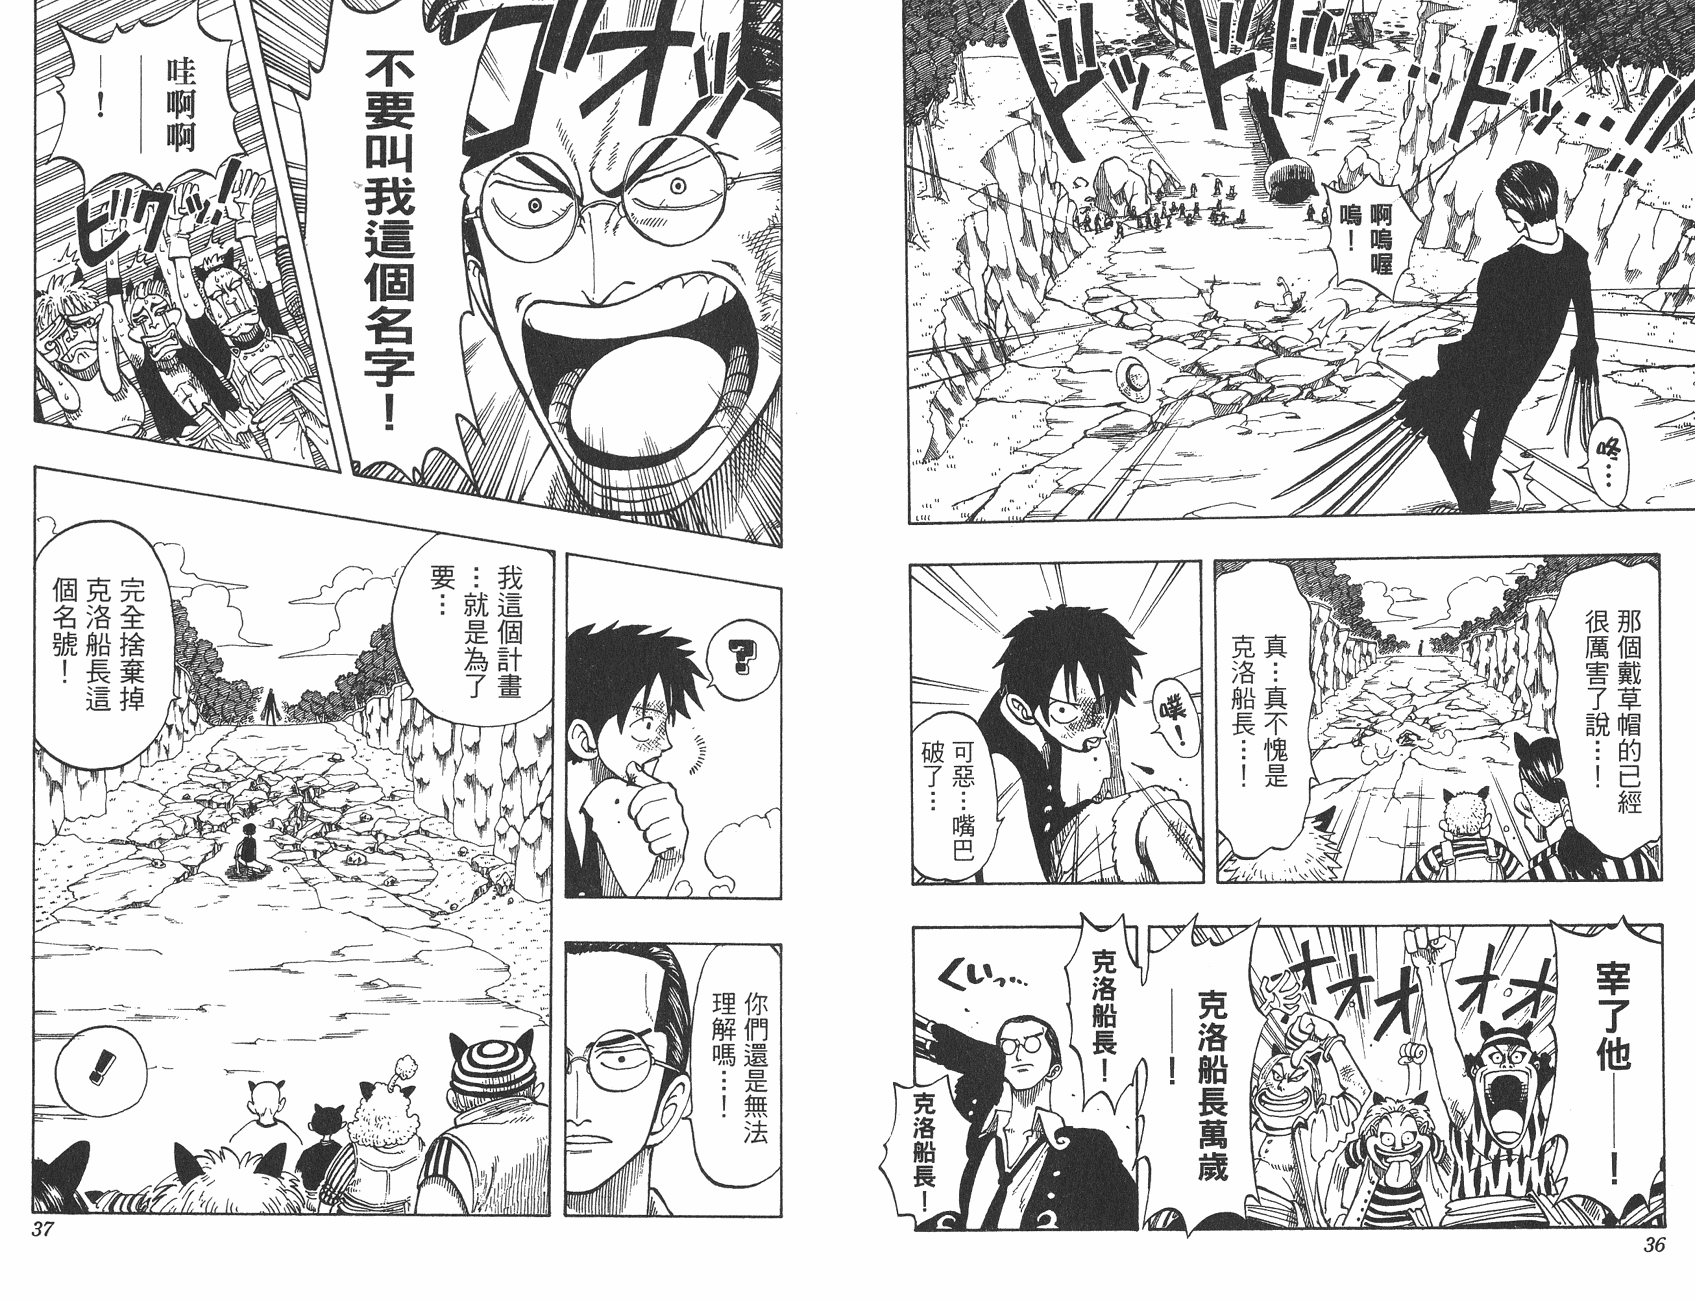 ドドドドド…ドン…!!
啊嗚喔
嗚！
咚…
那個戴草帽的已經
很厲害了說…！
真…真不愧是
克洛船長…！
噗！
可惡…嘴巴
破了…
宰了他
——！
オオオオオオ
克洛船長萬歲
——！
克洛船長！
くいっ…
克洛船長！
36
ブオオ
不要叫我這個名字！
哇啊啊
——
——！
ビクッ!
?
你們還是無法
理解嗎…！
我這個計畫
…就是為了
要…
完全捨棄掉
克洛船長這
個名號！
!
37